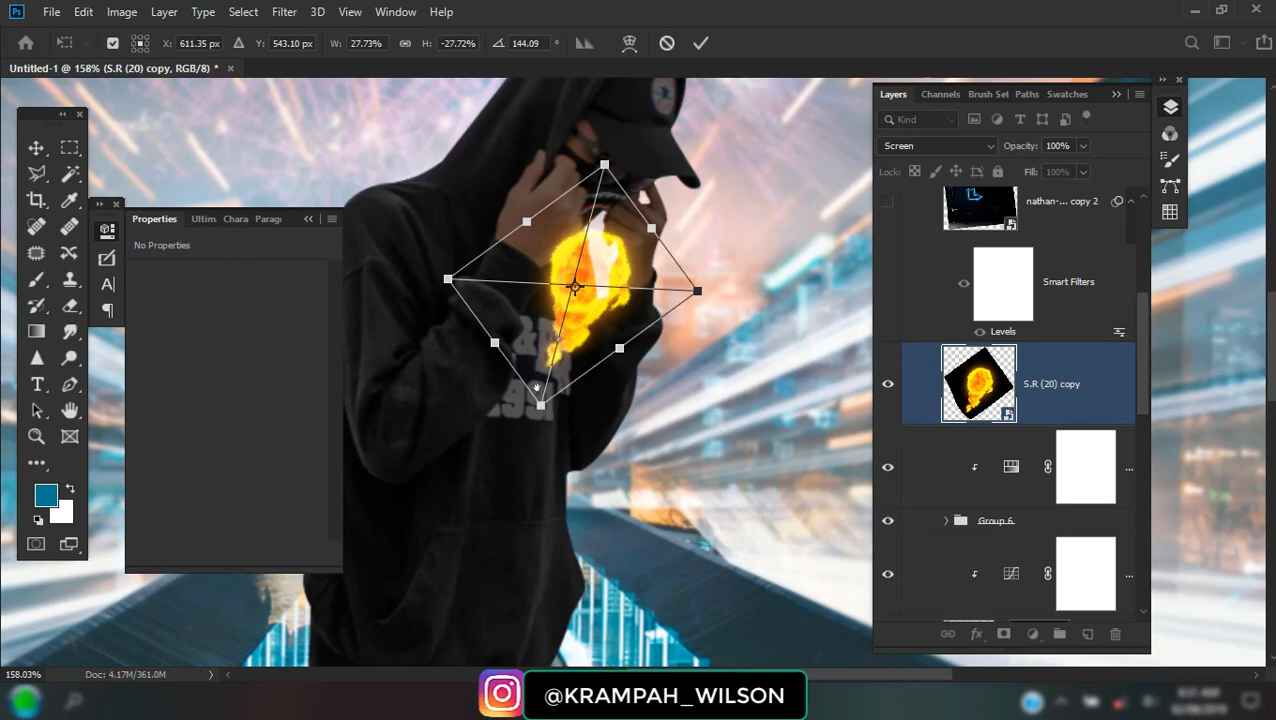 Ps File Edit Image Layer Type Select Filter 3D View Window Help
X: 611.35 px Y: 543.10 px W: 27.73% H: -27.72% 144.09 °
Untitled-1 @ 158% (S.R (20) copy, RGB/8) * ×
Layers Channels Brush Set Paths Swatches
Kind
Screen Opacity: 100%
Lock: Fill: 100%
nathan-... copy 2
Properties Ultim Chara Paragi
No Properties
Smart Filters
Levels
S.R (20) copy
...
Group 6
...
158.03% Doc: 4.17M/361.0M
@KRAMPAH_WILSON